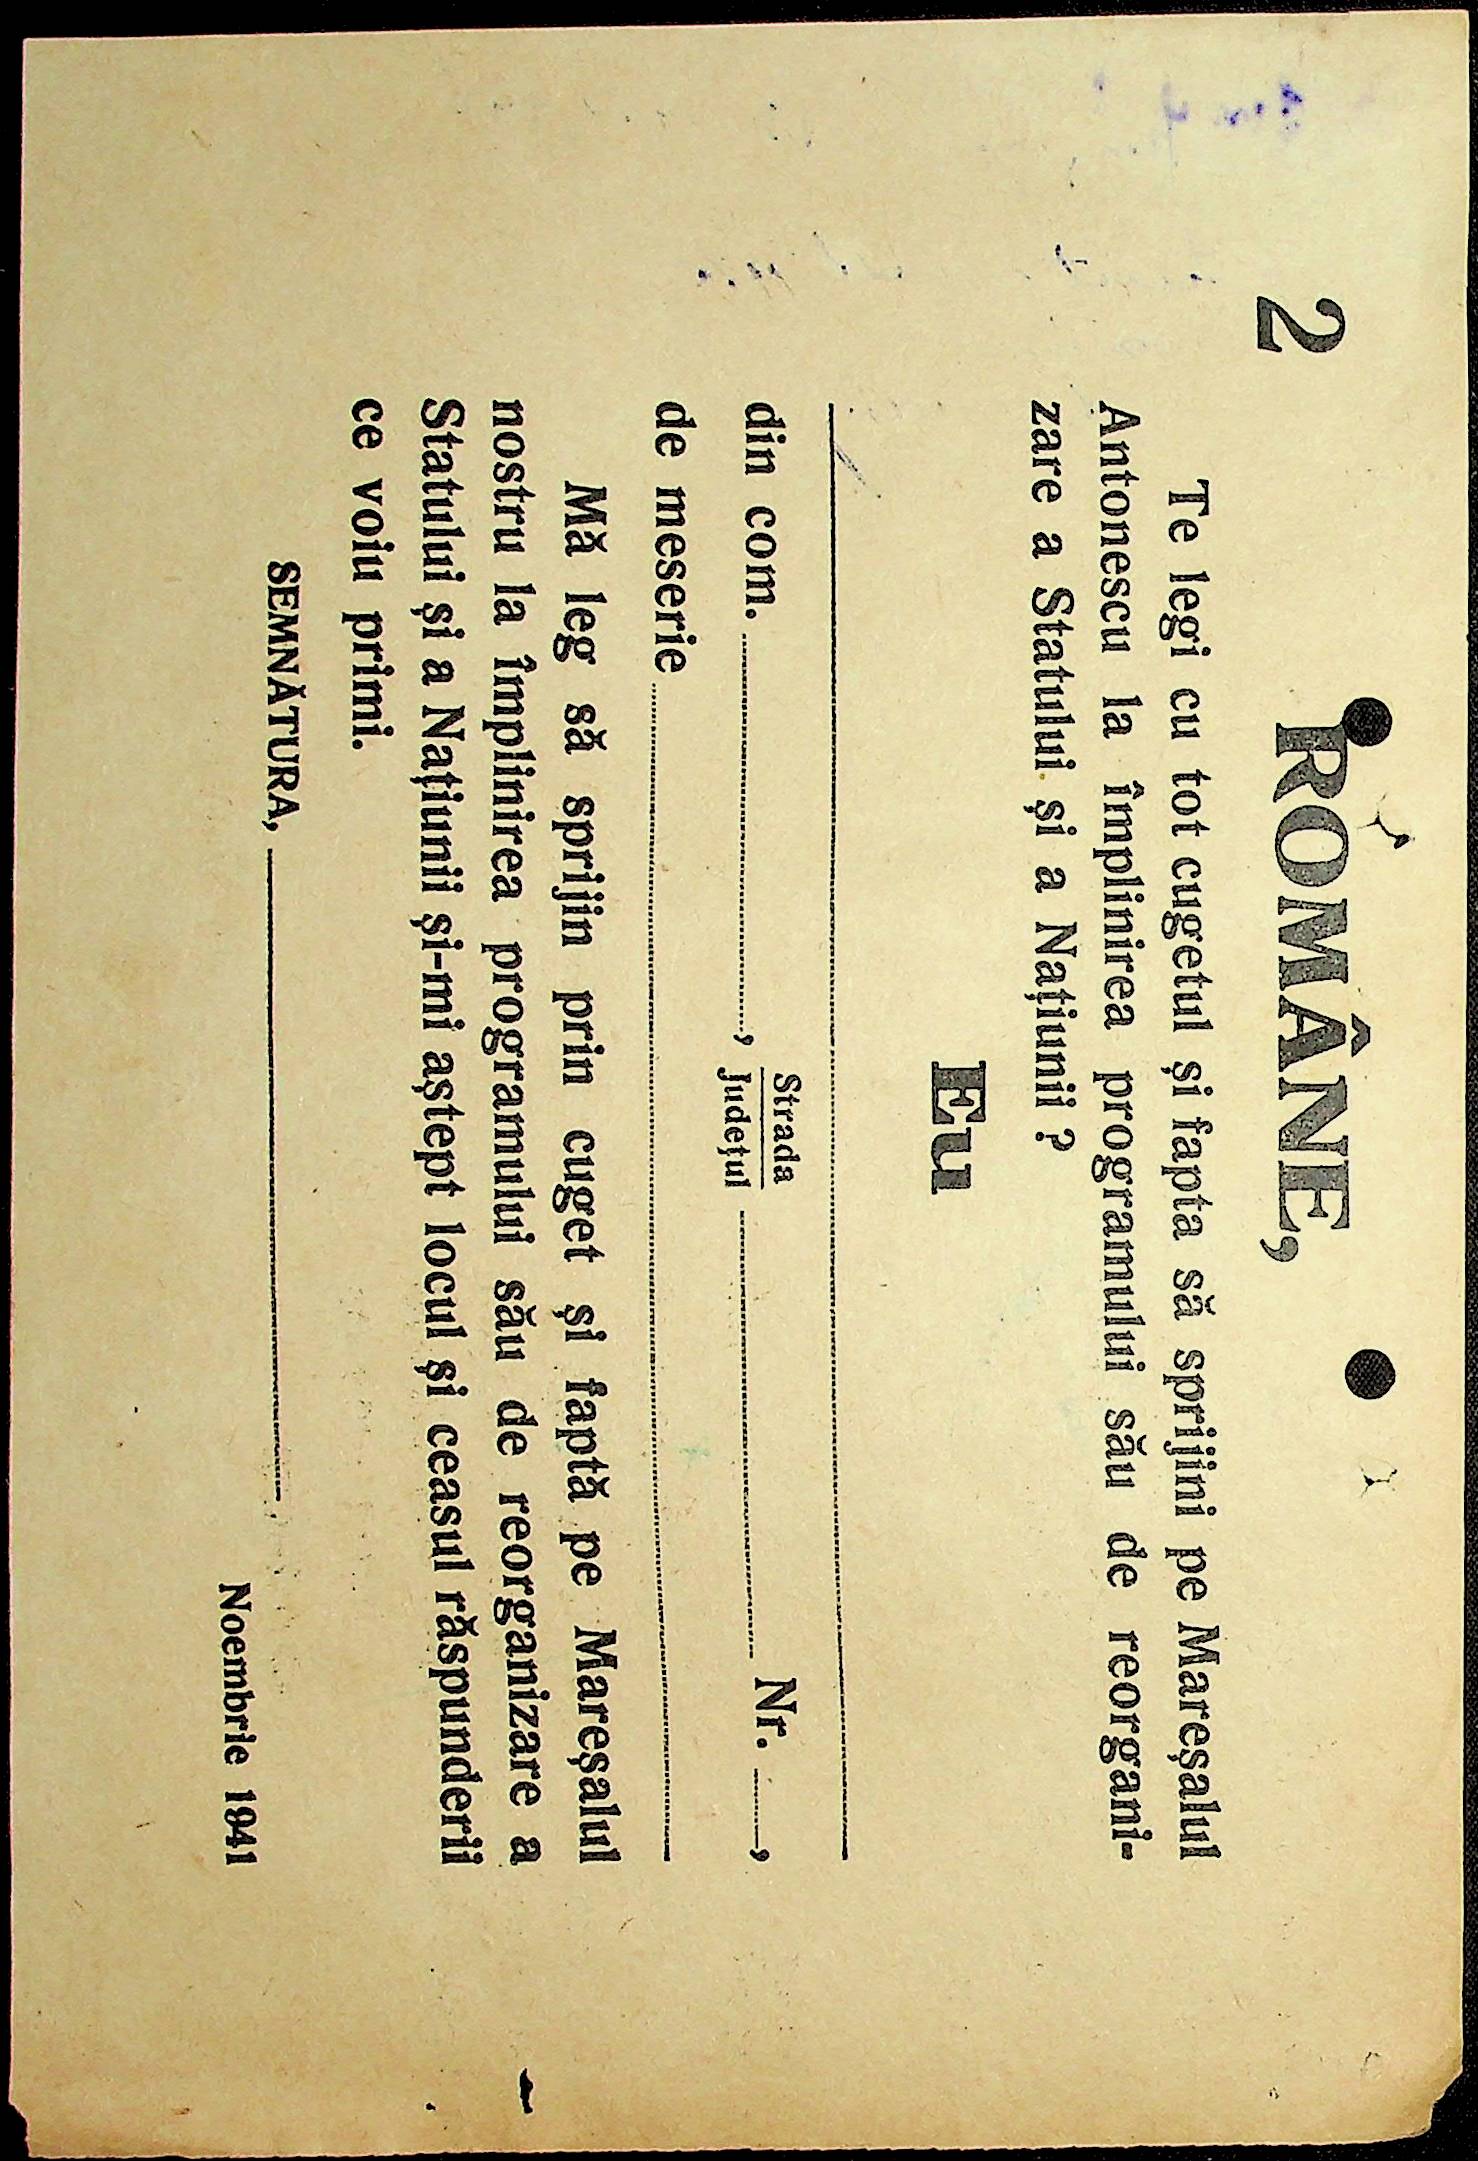 2
ROMÂNE,
Te legi cu tot cugetul și fapta să sprijini pe Mareșalul
Antonescu la împlinirea programului său de reorgani-
zare a Statului și a Națiunii ?
Eu
din com. , Strada Nr. ,
Județul
de meserie
Mă leg să sprijin prin cuget și faptă pe Mareșalul
nostru la împlinirea programului său de reorganizare a
Statului și a Națiunii și-mi aștept locul și ceasul răspunderii
ce voiu primi.
SEMNĂTURA,
Noembrie 1941